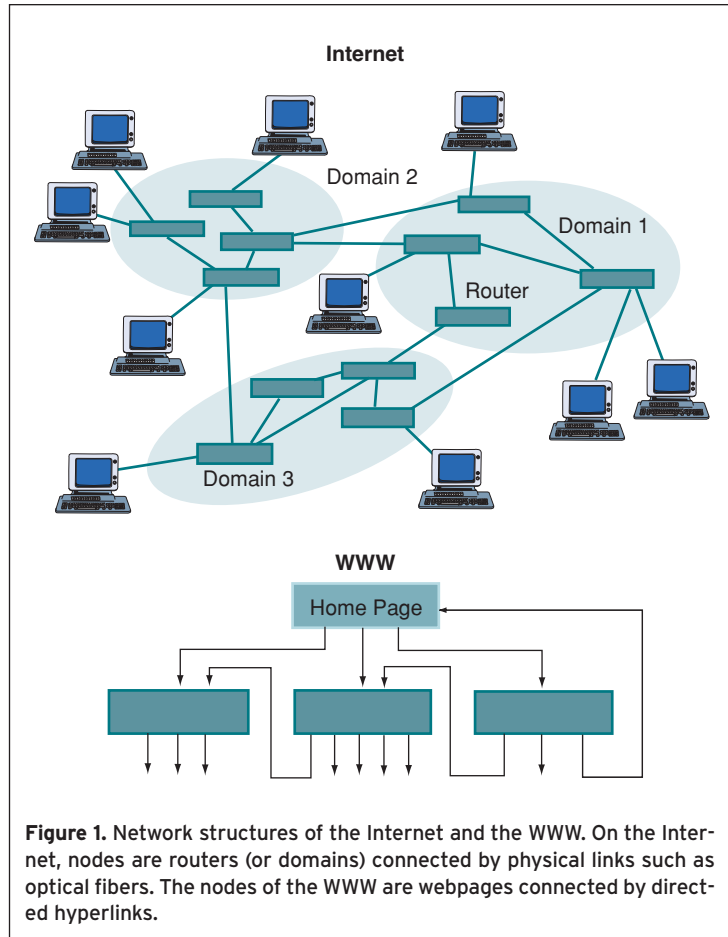 Internet
Domain 2
Domain 1
Router
Domain 3
WWW
Home Page
Figure 1. Network structures of the Internet and the WWW. On the Inter-
net, nodes are routers (or domains) connected by physical links such as
optical fibers. The nodes of the WWW are webpages connected by direct-
ed hyperlinks.